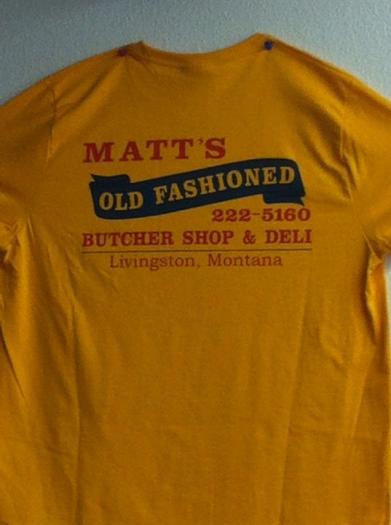 MATT'S
OLD FASHIONED
222-5160
BUTCHER SHOP & DELI
Livingston, Montana